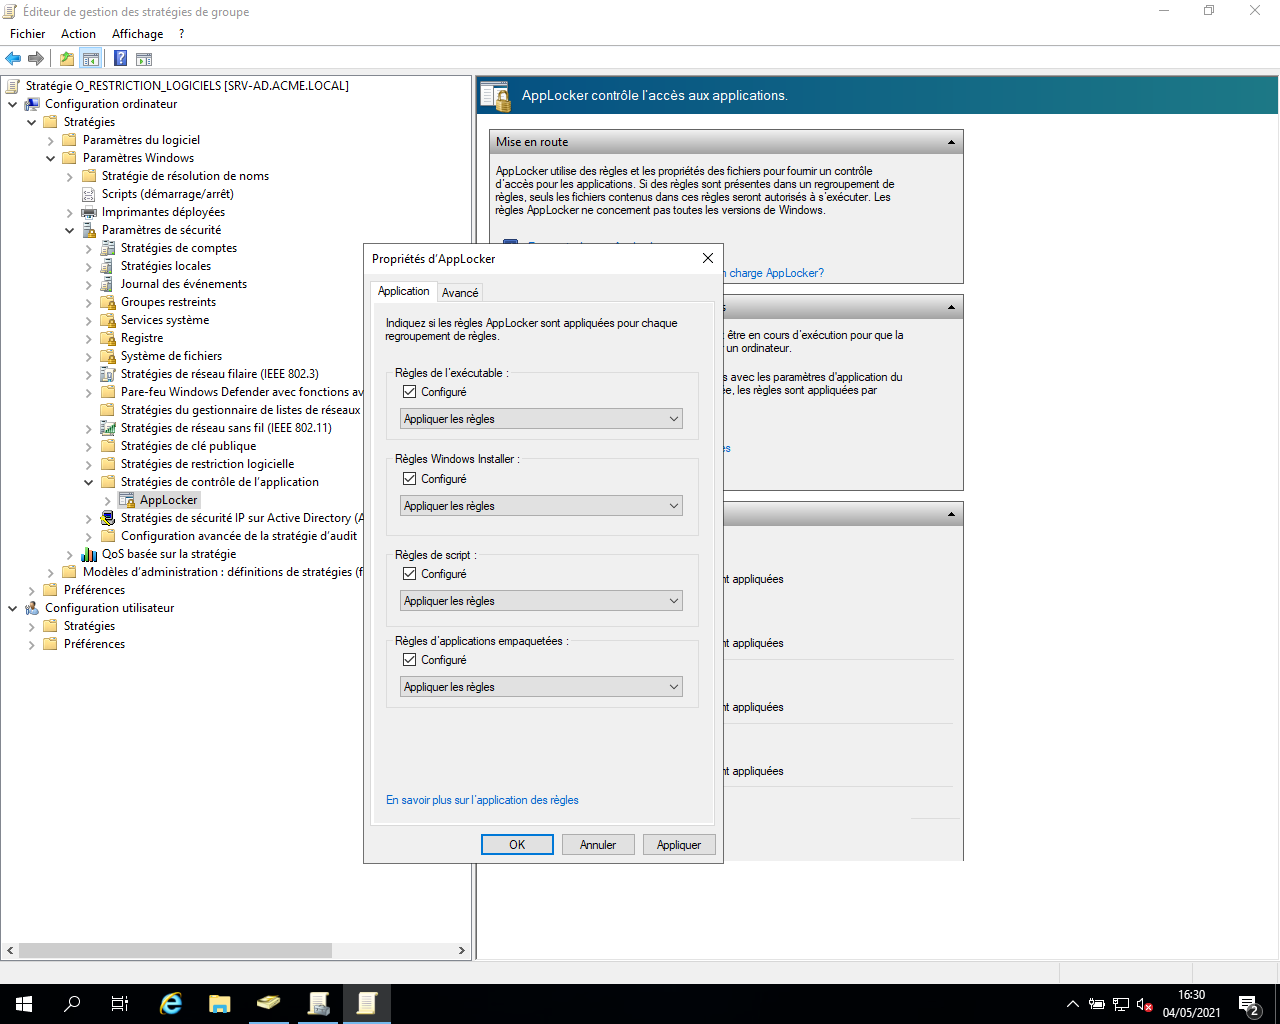 Éditeur de gestion des stratégies de groupe
Fichier Action Affichage ?
Stratégie O_RESTRICTION_LOGICIELS [SRV-AD.ACME.LOCAL]
Configuration ordinateur
Stratégies
Paramètres du logiciel
Paramètres Windows
Stratégie de résolution de noms
Scripts (démarrage/arrêt)
Imprimantes déployées
Paramètres de sécurité
Stratégies de comptes
Stratégies locales
Journal des événements
Groupes restreints
Services système
Registre
Système de fichiers
Stratégies de réseau filaire (IEEE 802.3)
Pare-feu Windows Defender avec fonctions av
Stratégies du gestionnaire de listes de réseaux
Stratégies de réseau sans fil (IEEE 802.11)
Stratégies de clé publique
Stratégies de restriction logicielle
Stratégies de contrôle de l'application
AppLocker
Stratégies de sécurité IP sur Active Directory (A
Configuration avancée de la stratégie d'audit
QoS basée sur la stratégie
Modèles d'administration : définitions de stratégies (f
Préférences
Configuration utilisateur
Stratégies
Préférences
AppLocker contrôle l'accès aux applications.
Mise en route
AppLocker utilise des règles et les propriétés des fichiers pour fournir un contrôle
d'accès pour les applications. Si des règles sont présentes dans un regroupement de
règles, seuls les fichiers contenus dans ces règles seront autorisés à s'exécuter. Les
règles AppLocker ne concernent pas toutes les versions de Windows.
n charge AppLocker?
s
être en cours d'exécution pour que la
un ordinateur.
s avec les paramètres d'application du
ée, les règles sont appliquées par
es
nt appliquées
nt appliquées
nt appliquées
nt appliquées
Propriétés d'AppLocker
Application Avancé
Indiquez si les règles AppLocker sont appliquées pour chaque
regroupement de règles.
Règles de l'exécutable :
Configuré
Appliquer les règles
Règles Windows Installer :
Configuré
Appliquer les règles
Règles de script :
Configuré
Appliquer les règles
Règles d'applications empaquetées :
Configuré
Appliquer les règles
En savoir plus sur l'application des règles
OK Annuler Appliquer
16:30
04/05/2021
2